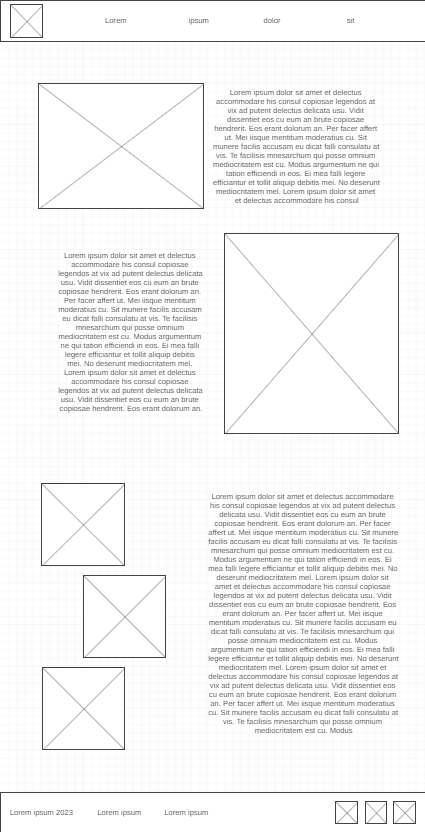 Lorem ipsum dolor sit
Lorem ipsum dolor sit amet et delectus
accommodare his consul copiosae legendos at
vix ad putent delectus delicata usu. Vidit
dissentiet eos cu eum an brute copiosae
hendrerit. Eos erant dolorum an. Per facer affert
ut. Mei iisque mentitum moderatius cu. Sit
munere facilis accusam eu dicat falli consulatu at
vis. Te facilisis mnesarchum qui posse omnium
mediocritatem est cu. Modus argumentum ne qui
tation efficiendi in eos. Ei mea falli legere
efficiantur et tollit aliquip debitis mei. No deserunt
mediocritatem mel. Lorem ipsum dolor sit amet
et delectus accommodare his consul
Lorem ipsum dolor sit amet et delectus
accommodare his consul copiosae
legendos at vix ad putent delectus delicata
usu. Vidit dissentiet eos cu eum an brute
copiosae hendrerit. Eos erant dolorum an.
Per facer affert ut. Mei iisque mentitum
moderatius cu. Sit munere facilis accusam
eu dicat falli consulatu at vis. Te facilisis
mnesarchum qui posse omnium
mediocritatem est cu. Modus argumentum
ne qui tation efficiendi in eos. Ei mea falli
legere efficiantur et tollit aliquip debitis
mei. No deserunt mediocritatem mel.
Lorem ipsum dolor sit amet et delectus
accommodare his consul copiosae
legendos at vix ad putent delectus delicata
usu. Vidit dissentiet eos cu eum an brute
copiosae hendrerit. Eos erant dolorum an.
Lorem ipsum dolor sit amet et delectus accommodare
his consul copiosae legendos at vix ad putent delectus
delicata usu. Vidit dissentiet eos cu eum an brute
copiosae hendrerit. Eos erant dolorum an. Per facer
affert ut. Mei iisque mentitum moderatius cu. Sit munere
facilis accusam eu dicat falli consulatu at vis. Te facilisis
mnesarchum qui posse omnium mediocritatem est cu.
Modus argumentum ne qui tation efficiendi in eos. Ei
mea falli legere efficiantur et tollit aliquip debitis mei. No
deserunt mediocritatem mel. Lorem ipsum dolor sit
amet et delectus accommodare his consul copiosae
legendos at vix ad putent delectus delicata usu. Vidit
dissentiet eos cu eum an brute copiosae hendrerit. Eos
erant dolorum an. Per facer affert ut. Mei iisque
mentitum moderatius cu. Sit munere facilis accusam eu
dicat falli consulatu at vis. Te facilisis mnesarchum qui
posse omnium mediocritatem est cu. Modus
argumentum ne qui tation efficiendi in eos. Ei mea falli
legere efficiantur et tollit aliquip debitis mei. No deserunt
mediocritatem mel. Lorem ipsum dolor sit amet et
delectus accommodare his consul copiosae legendos at
vix ad putent delectus delicata usu. Vidit dissentiet eos
cu eum an brute copiosae hendrerit. Eos erant dolorum
an. Per facer affert ut. Mei iisque mentitum moderatius
cu. Sit munere facilis accusam eu dicat falli consulatu at
vis. Te facilisis mnesarchum qui posse omnium
mediocritatem est cu. Modus
Lorem ipsum 2023 Lorem ipsum Lorem ipsum